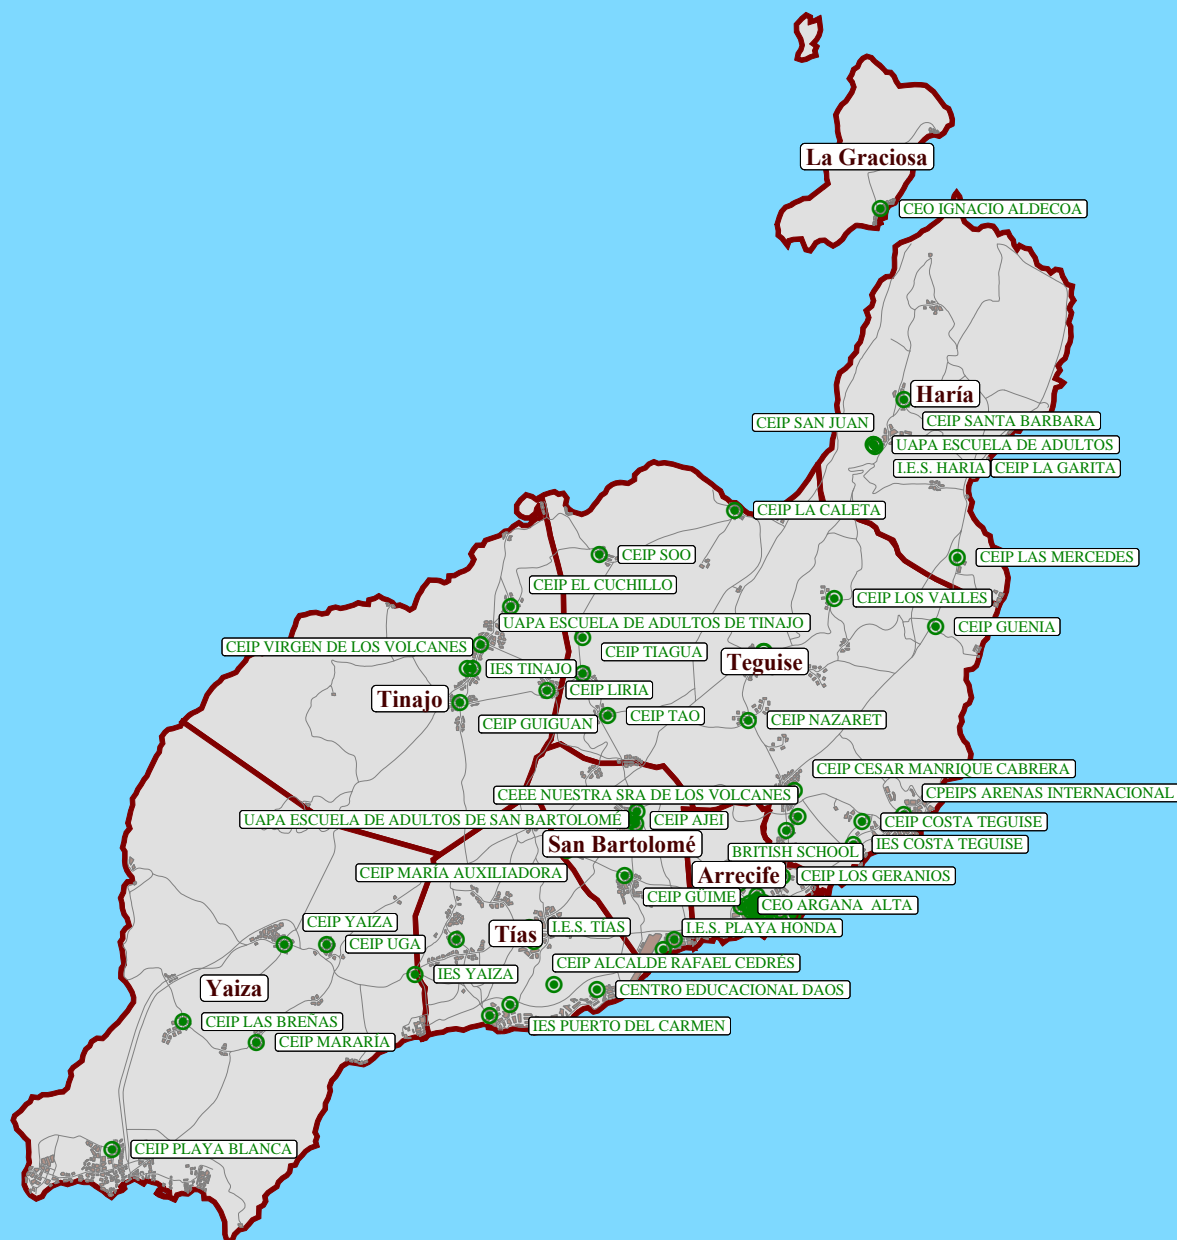 La Graciosa
CEO IGNACIO ALDECOA
Haría
CEIP SAN JUAN
CEIP SANTA BARBARA
UAPA ESCUELA DE ADULTOS
I.E.S. HARIA
CEIP LA GARITA
CEIP LA CALETA
CEIP SOO
CEIP LAS MERCEDES
CEIP EL CUCHILLO
CEIP LOS VALLES
UAPA ESCUELA DE ADULTOS DE TINAJO
CEIP GUENIA
CEIP VIRGEN DE LOS VOLCANES
CEIP TIAGUA
Teguise
IES TINAJO
CEIP LIRIA
Tinajo
CEIP GUIGUAN
CEIP TAO
CEIP NAZARET
CEIP CESAR MANRIQUE CABRERA
CEEE NUESTRA SRA DE LOS VOLCANES
CPEIPS ARENAS INTERNACIONAL
UAPA ESCUELA DE ADULTOS DE SAN BARTOLOMÉ
CEIP AJEI
CEIP COSTA TEGUISE
San Bartolomé
IES COSTA TEGUISE
BRITISH SCHOOL
CEIP MARÍA AUXILIADORA
Arrecife
CEIP LOS GERANIOS
CEIP GÜIME
CEO ARGANA  ALTA
CEIP YAIZA
CEIP UGA
Tías
I.E.S. TÍAS
I.E.S. PLAYA HONDA
IES YAIZA
CEIP ALCALDE RAFAEL CEDRÉS
Yaiza
CENTRO EDUCACIONAL DAOS
CEIP LAS BREÑAS
IES PUERTO DEL CARMEN
CEIP MARARÍA
CEIP PLAYA BLANCA